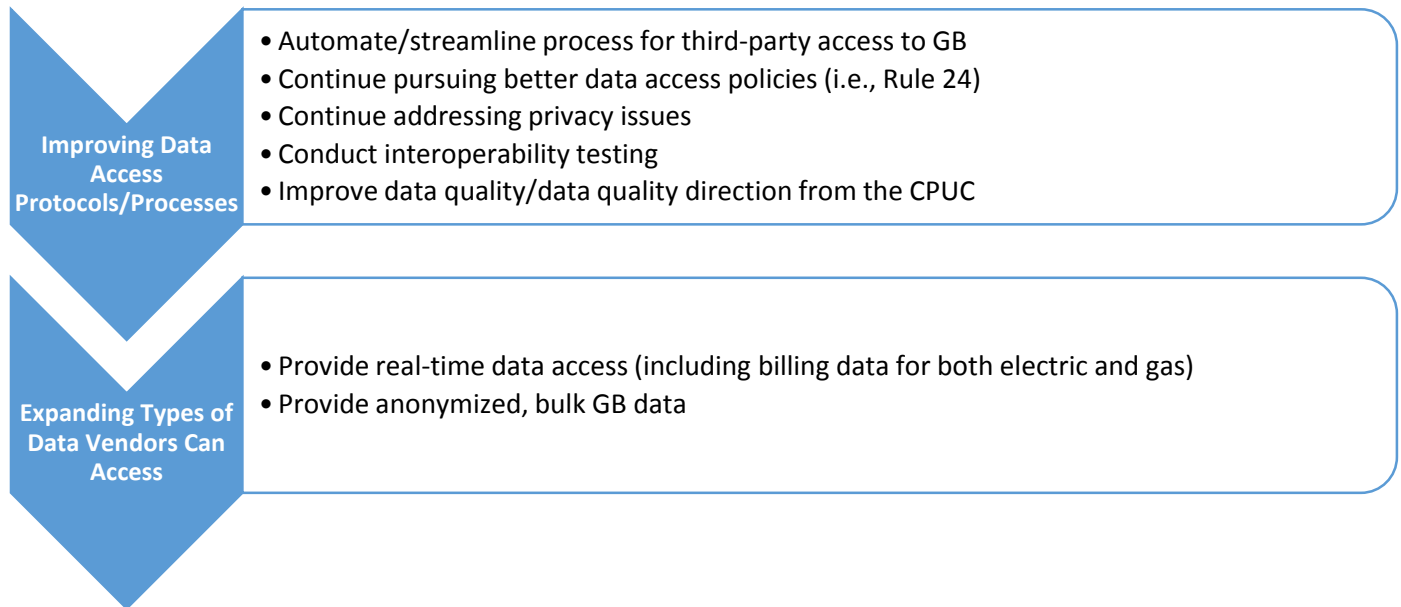 Improving Data
Access
Protocols/Processes
• Automate/streamline process for third-party access to GB
• Continue pursuing better data access policies (i.e., Rule 24)
• Continue addressing privacy issues
• Conduct interoperability testing
• Improve data quality/data quality direction from the CPUC
Expanding Types of
Data Vendors Can
Access
• Provide real-time data access (including billing data for both electric and gas)
• Provide anonymized, bulk GB data